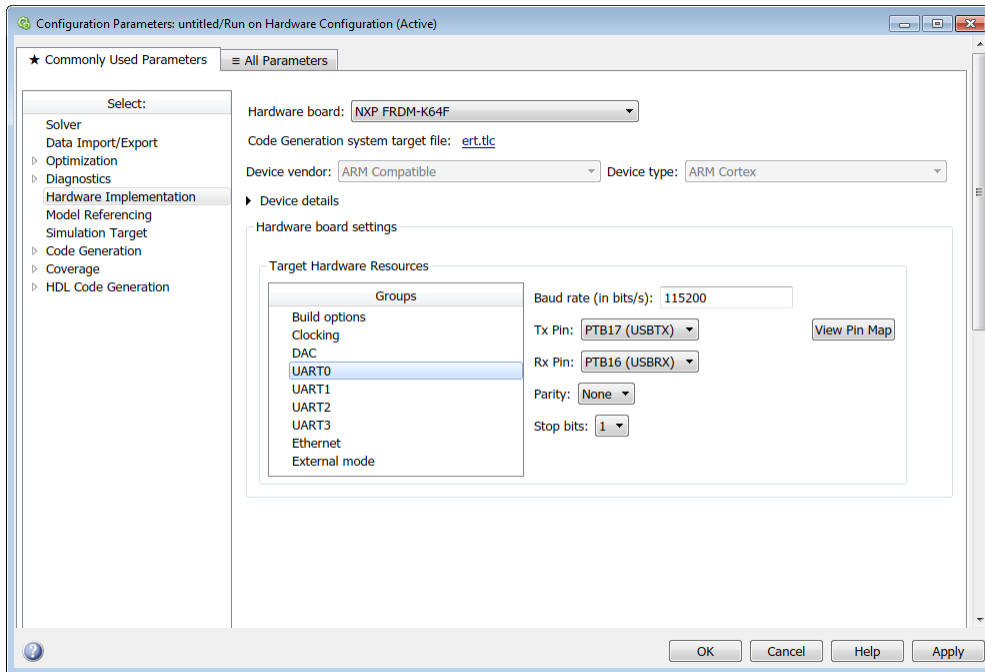 Configuration Parameters: untitled/Run on Hardware Configuration (Active)
★ Commonly Used Parameters
≡ All Parameters
Select:
Solver
Data Import/Export
Optimization
Diagnostics
Hardware Implementation
Model Referencing
Simulation Target
Code Generation
Coverage
HDL Code Generation
Hardware board: NXP FRDM-K64F
Code Generation system target file: ert.tlc
Device vendor: ARM Compatible Device type: ARM Cortex
Device details
Hardware board settings
Target Hardware Resources
Groups
Build options
Clocking
DAC
UART0
UART1
UART2
UART3
Ethernet
External mode
Baud rate (in bits/s): 115200
Tx Pin: PTB17 (USBTX) View Pin Map
Rx Pin: PTB16 (USBRX)
Parity: None
Stop bits: 1
? OK Cancel Help Apply